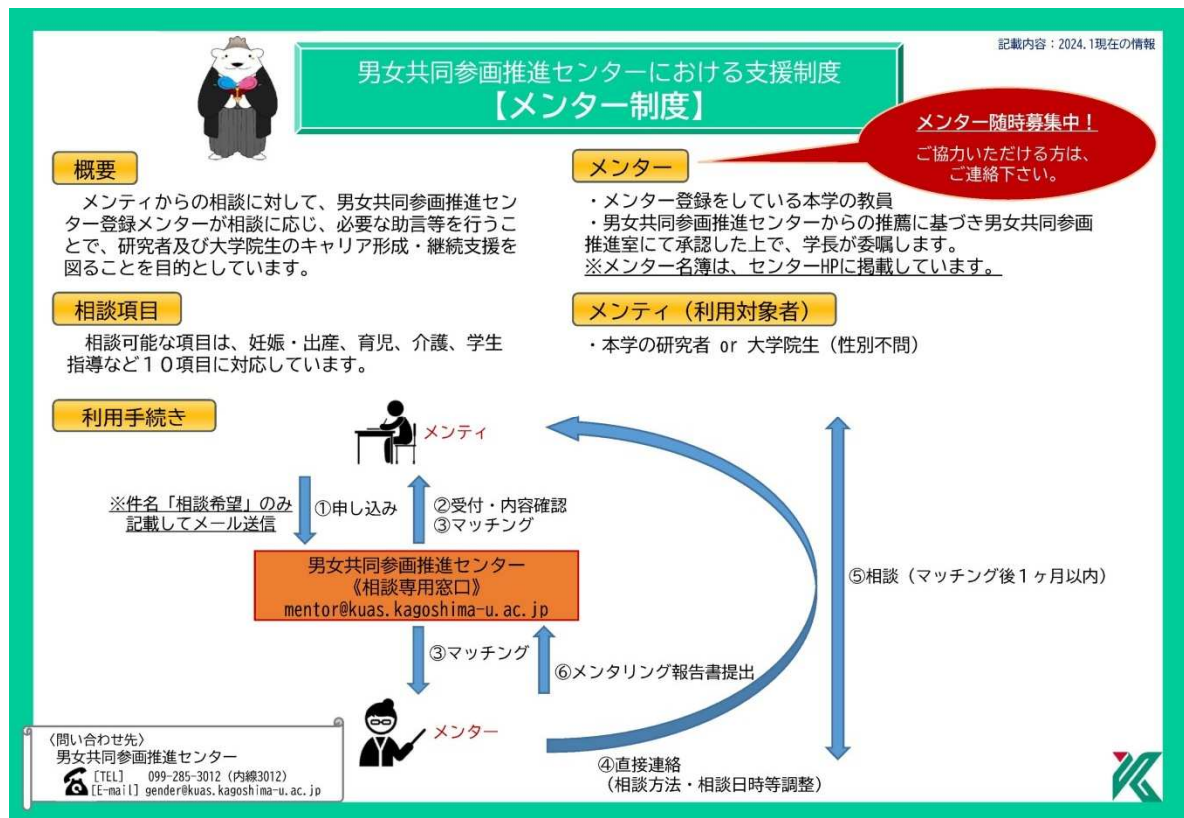 記載内容：2024.1現在の情報
男女共同参画推進センターにおける支援制度
【メンター制度】
メンター随時募集中！
ご協力いただける方は、
ご連絡下さい。
概要
メンティからの相談に対して、男女共同参画推進セン
ター登録メンターが相談に応じ、必要な助言等を行うこ
とで、研究者及び大学院生のキャリア形成・継続支援を
図ることを目的としています。
メンター
・メンター登録をしている本学の教員
・男女共同参画推進センターからの推薦に基づき男女共同参画
推進室にて承認した上で、学長が委嘱します。
※メンター名簿は、センターHPに掲載しています。
相談項目
相談可能な項目は、妊娠・出産、育児、介護、学生
指導など１０項目に対応しています。
メンティ（利用対象者）
・本学の研究者 or 大学院生（性別不問）
利用手続き
メンティ
※件名「相談希望」のみ
記載してメール送信
①申し込み
②受付・内容確認
③マッチング
男女共同参画推進センター
《相談専用窓口》
mentor@kuas.kagoshima-u.ac.jp
⑤相談（マッチング後１ヶ月以内）
③マッチング
⑥メンタリング報告書提出
メンター
④直接連絡
（相談方法・相談日時等調整）
〈問い合わせ先〉
男女共同参画推進センター
[TEL] 099-285-3012（内線3012）
[E-mail] gender@kuas.kagoshima-u.ac.jp